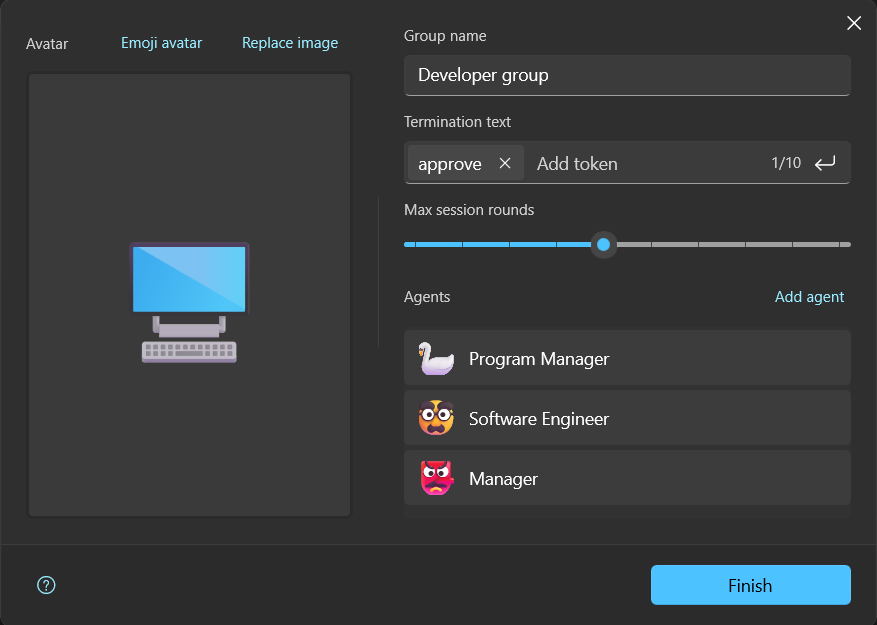 Avatar
Emoji avatar
Replace image
Group name
Developer group
Termination text
approve
Add token
1/10
Max session rounds
Agents
Add agent
Program Manager
Software Engineer
Manager
?
Finish